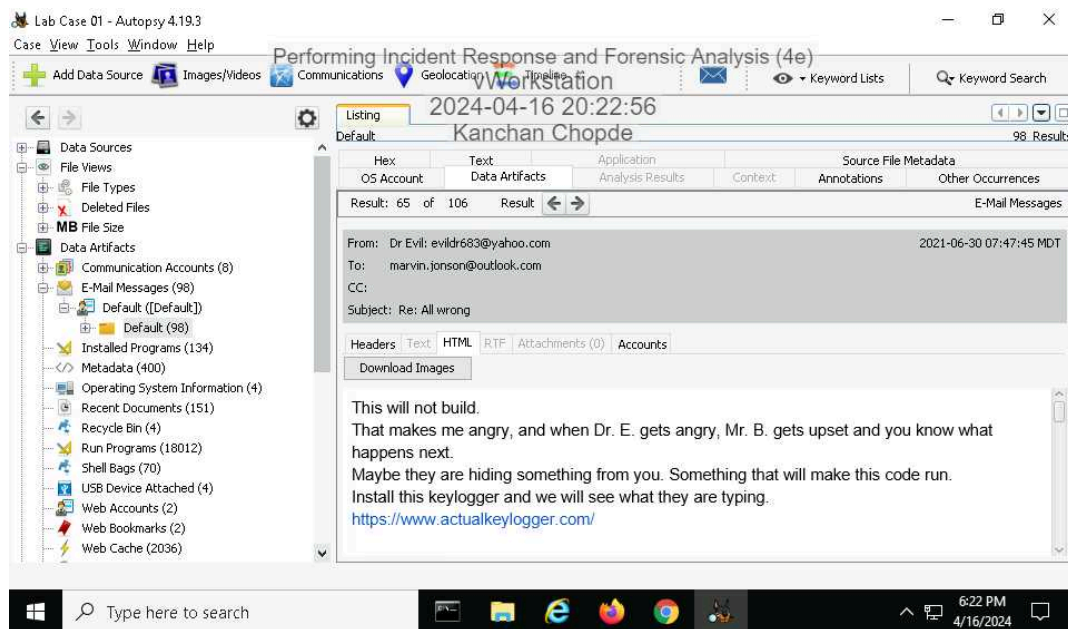 Lab Case 01 - Autopsy 4.19.3
Case View Tools Window Help
Performing Incident Response and Forensic Analysis (4e)
vWorkstation
2024-04-16 20:22:56
Kanchan Chopde
Add Data Source Images/Videos Communications Geolocation Timeline Keyword Lists Keyword Search
Listing
Default
98 Results
Hex Text Application Source File Metadata
OS Account Data Artifacts Analysis Results Context Annotations Other Occurrences
Result: 65 of 106 Result E-Mail Messages
From: Dr Evil: evildr683@yahoo.com 2021-06-30 07:47:45 MDT
To: marvin.jonson@outlook.com
CC:
Subject: Re: All wrong
Headers Text HTML RTF Attachments (0) Accounts
Download Images
This will not build.
That makes me angry, and when Dr. E. gets angry, Mr. B. gets upset and you know what
happens next.
Maybe they are hiding something from you. Something that will make this code run.
Install this keylogger and we will see what they are typing.
https://www.actualkeylogger.com/
Data Sources
File Views
File Types
Deleted Files
MB File Size
Data Artifacts
Communication Accounts (8)
E-Mail Messages (98)
Default ([Default])
Default (98)
Installed Programs (134)
Metadata (400)
Operating System Information (4)
Recent Documents (151)
Recycle Bin (4)
Run Programs (18012)
Shell Bags (70)
USB Device Attached (4)
Web Accounts (2)
Web Bookmarks (2)
Web Cache (2036)
Type here to search
6:22 PM
4/16/2024